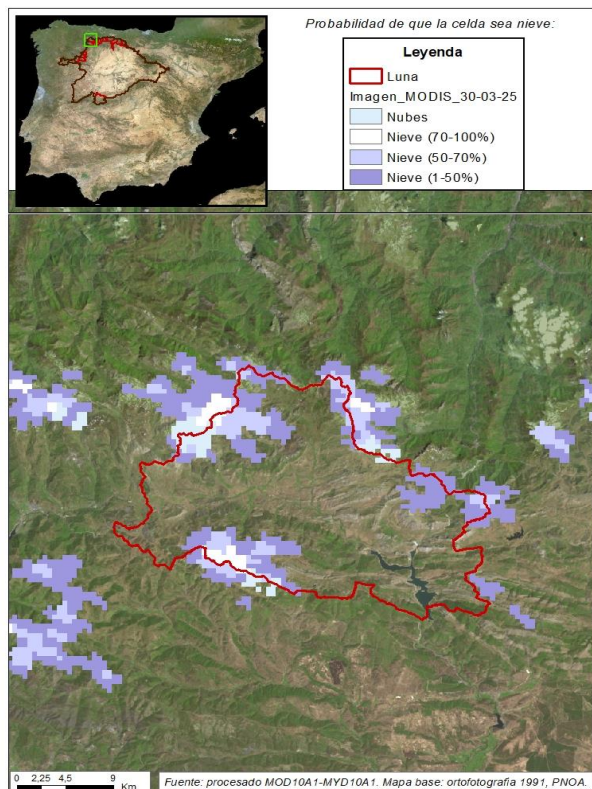 Probabilidad de que la celda sea nieve:
Leyenda
Luna
Imagen_MODIS_30-03-25
Nubes
Nieve (70-100%)
Nieve (50-70%)
Nieve (1-50%)
0 2,25 4,5 9
Km
Fuente: procesado MOD10A1-MYD10A1. Mapa base: ortofotografia 1991, PNOA.